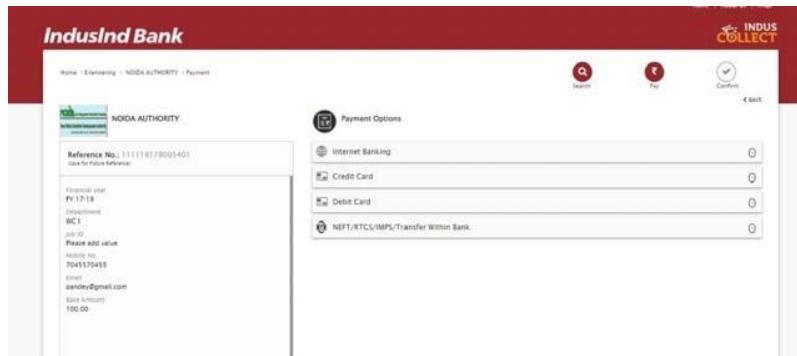 IndusInd Bank
INDUS
COLLECT
Home > E-tendering > NOIDA AUTHORITY > Payment
Search
Pay
Confirm
< Back
NOIDA AUTHORITY
Payment Options
Reference No.: 111118178005401
(Save for Future Reference)
Internet Banking
Credit Card
Debit Card
NEFT/RTGS/IMPS/Transfer Within Bank
Financial year
FY 17-18
Department
WC I
Job ID
Please add value
Mobile No
7045570455
Email
pandey@gmail.com
Base Amount
100.00